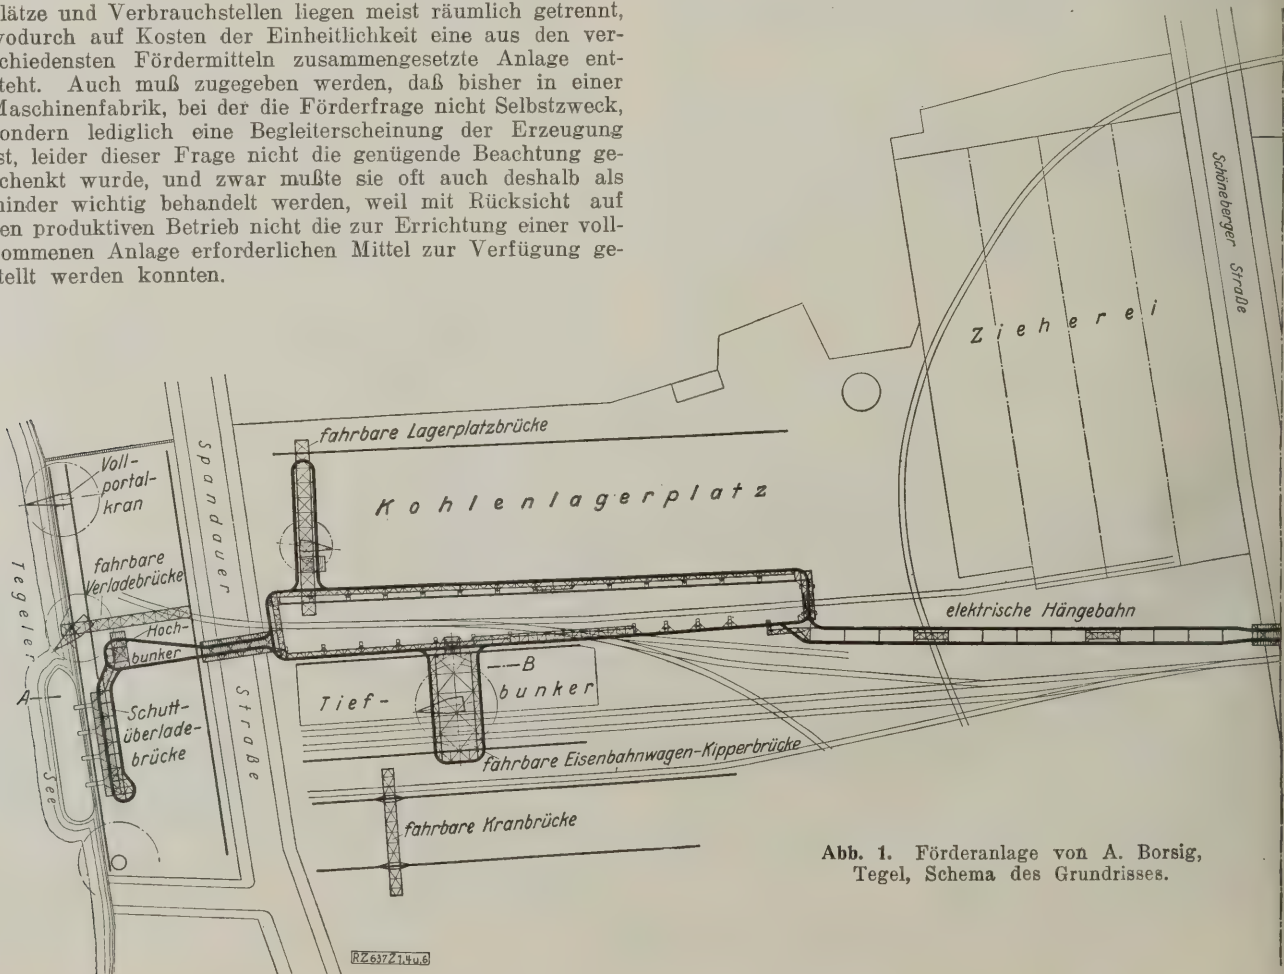 lätze und Verbrauchstellen liegen meist räumlich getrennt,
vodurch auf Kosten der Einheitlichkeit eine aus den ver-
chiedensten Fördermitteln zusammengesetzte Anlage ent-
teht. Auch muß zugegeben werden, daß bisher in einer
Maschinenfabrik, bei der die Förderfrage nicht Selbstzweck,
ondern lediglich eine Begleiterscheinung der Erzeugung
st, leider dieser Frage nicht die genügende Beachtung ge-
chenkt wurde, und zwar mußte sie oft auch deshalb als
minder wichtig behandelt werden, weil mit Rücksicht auf
en produktiven Betrieb nicht die zur Errichtung einer voll-
ommenen Anlage erforderlichen Mittel zur Verfügung ge-
tellt werden konnten.
Schöneberger Straße
Zieherei
fahrbare Lagerplatzbrücke
Kohlenlagerplatz
Spandauer
Straße
Voll-
portal-
kran
fahrbare
Verladebrücke
Tegeler
See
Hoch-
bunker
elektrische Hängebahn
A
B
Tief-
bunker
Schutt-
überlade-
brücke
fahrbare Eisenbahnwagen-Kipperbrücke
fahrbare Kranbrücke
Abb. 1. Förderanlage von A. Borsig,
Tegel, Schema des Grundrisses.
RZ637Z1,4u.6